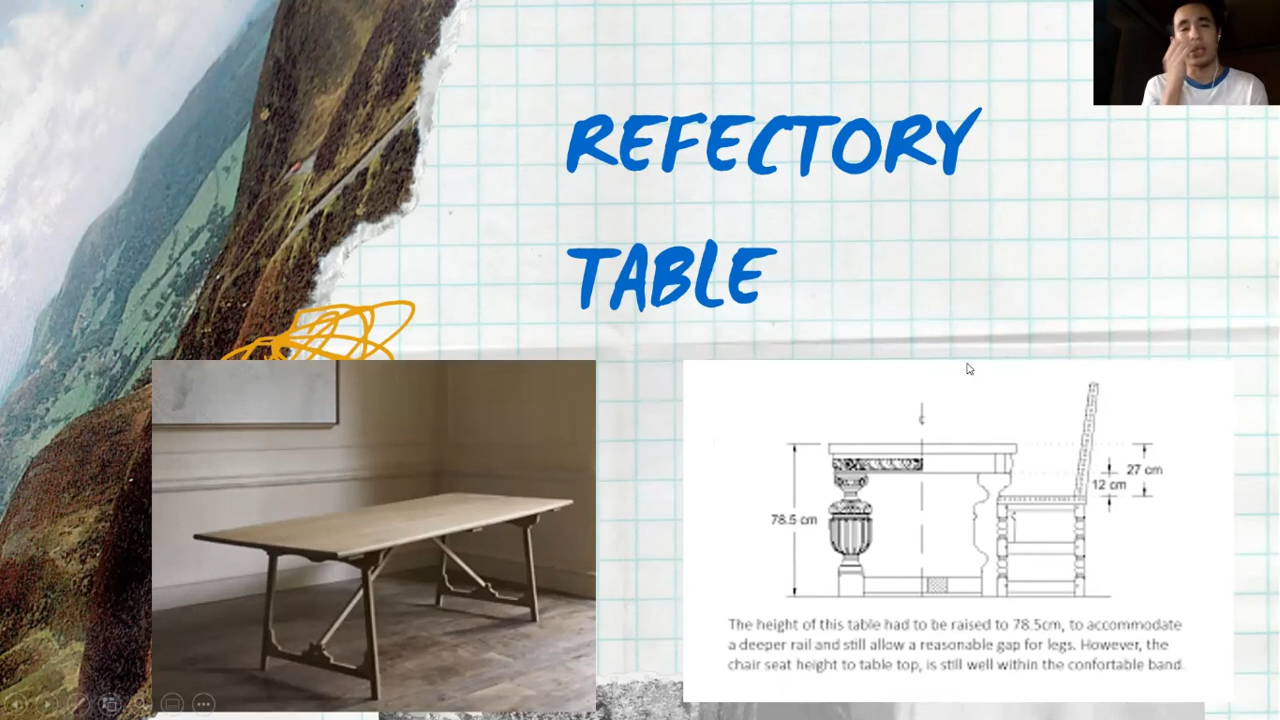 REFECTORY
TABLE
78.5 cm
27 cm
12 cm
The height of this table had to be raised to 78.5cm, to accommodate
a deeper rail and still allow a reasonable gap for legs. However, the
chair seat height to table top, is still well within the confortable band.